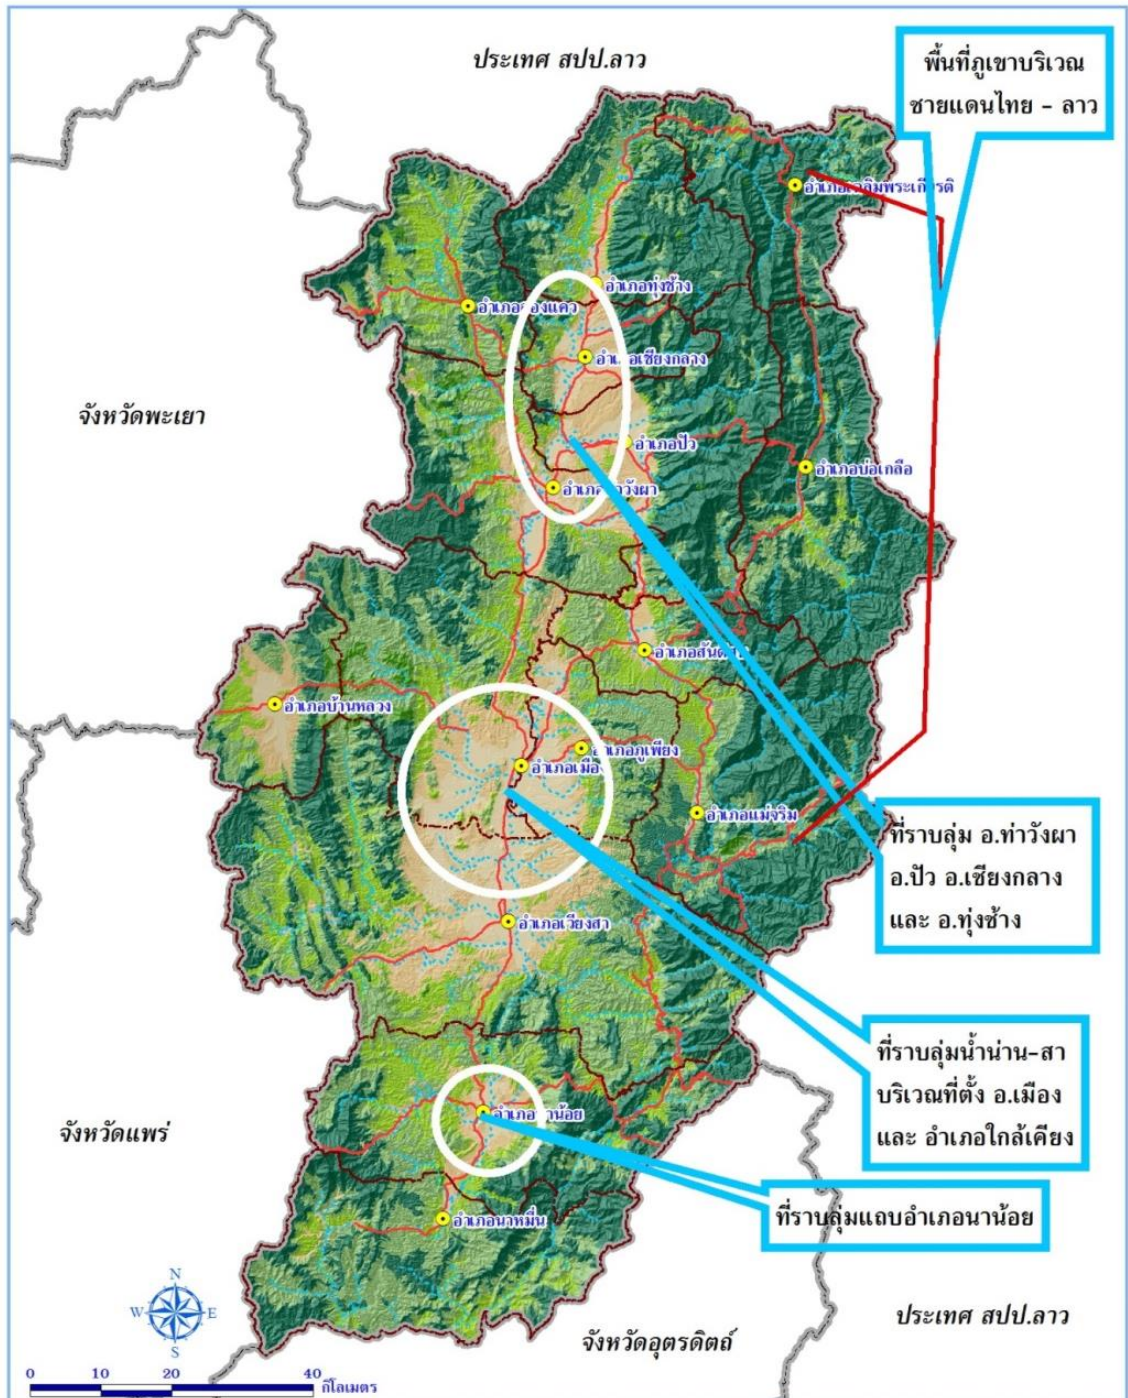 ประเทศ สปป.ลาว
พื้นที่ภูเขาบริเวณ
ชายแดนไทย - ลาว
อำเภอทุ่งช้าง
อำเภอเชียงกลาง
จังหวัดพะเยา
อำเภอปัว
อำเภอบ่อเกลือ
อำเภอบ้านหลวง
อำเภอภูเพียง
อำเภอแม่จริม
ที่ราบลุ่ม อ.ท่าวังผา
อ.ปัว อ.เชียงกลาง
และ อ.ทุ่งช้าง
อำเภอเวียงสา
ที่ราบลุ่มน้ำน่าน-สา
บริเวณที่ตั้ง อ.เมือง
และ อำเภอใกล้เคียง
จังหวัดแพร่
ที่ราบลุ่มแถบอำเภอนาน้อย
อำเภอนาหมื่น
N
W
E
S
ประเทศ สปป.ลาว
จังหวัดอุตรดิตถ์
0 10 20 40
กิโลเมตร